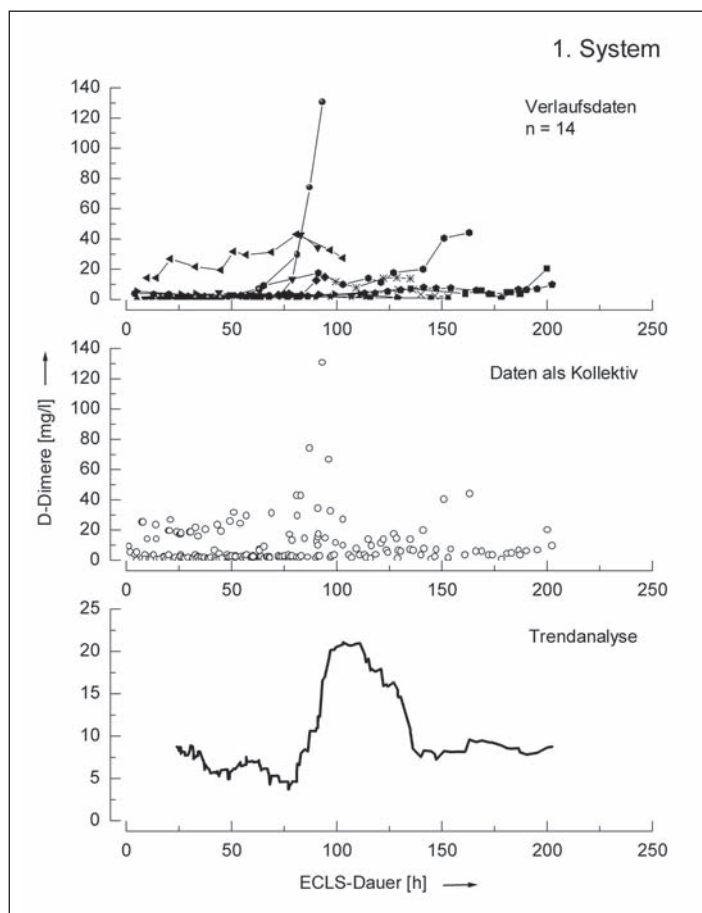 1. System
Verlaufsdaten
n = 14
140
120
100
80
60
40
20
0
0 50 100 150 200 250
Daten als Kollektiv
140
120
100
80
60
40
20
0
0 50 100 150 200 250
D-Dimere [mg/l]
Trendanalyse
25
20
15
10
5
0
0 50 100 150 200 250
ECLS-Dauer [h]